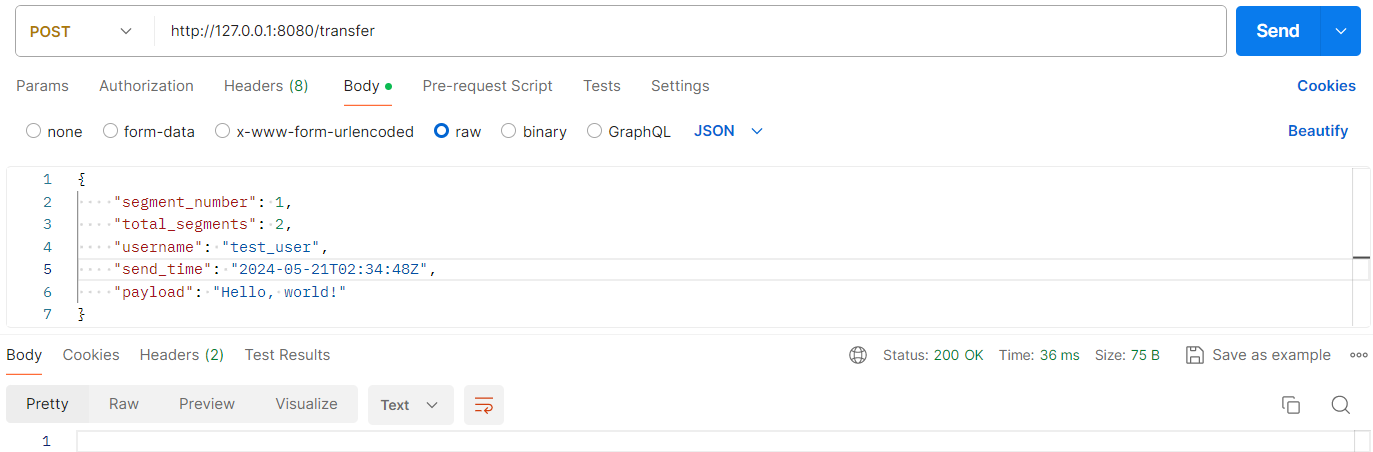 POST http://127.0.0.1:8080/transfer Send
Params Authorization Headers (8) Body Pre-request Script Tests Settings Cookies
none form-data x-www-form-urlencoded raw binary GraphQL JSON Beautify
1 {
2 "segment_number": 1,
3 "total_segments": 2,
4 "username": "test_user",
5 "send_time": "2024-05-21T02:34:48Z",
6 "payload": "Hello, world!"
7 }
Body Cookies Headers (2) Test Results Status: 200 OK Time: 36 ms Size: 75 B Save as example
Pretty Raw Preview Visualize Text
1